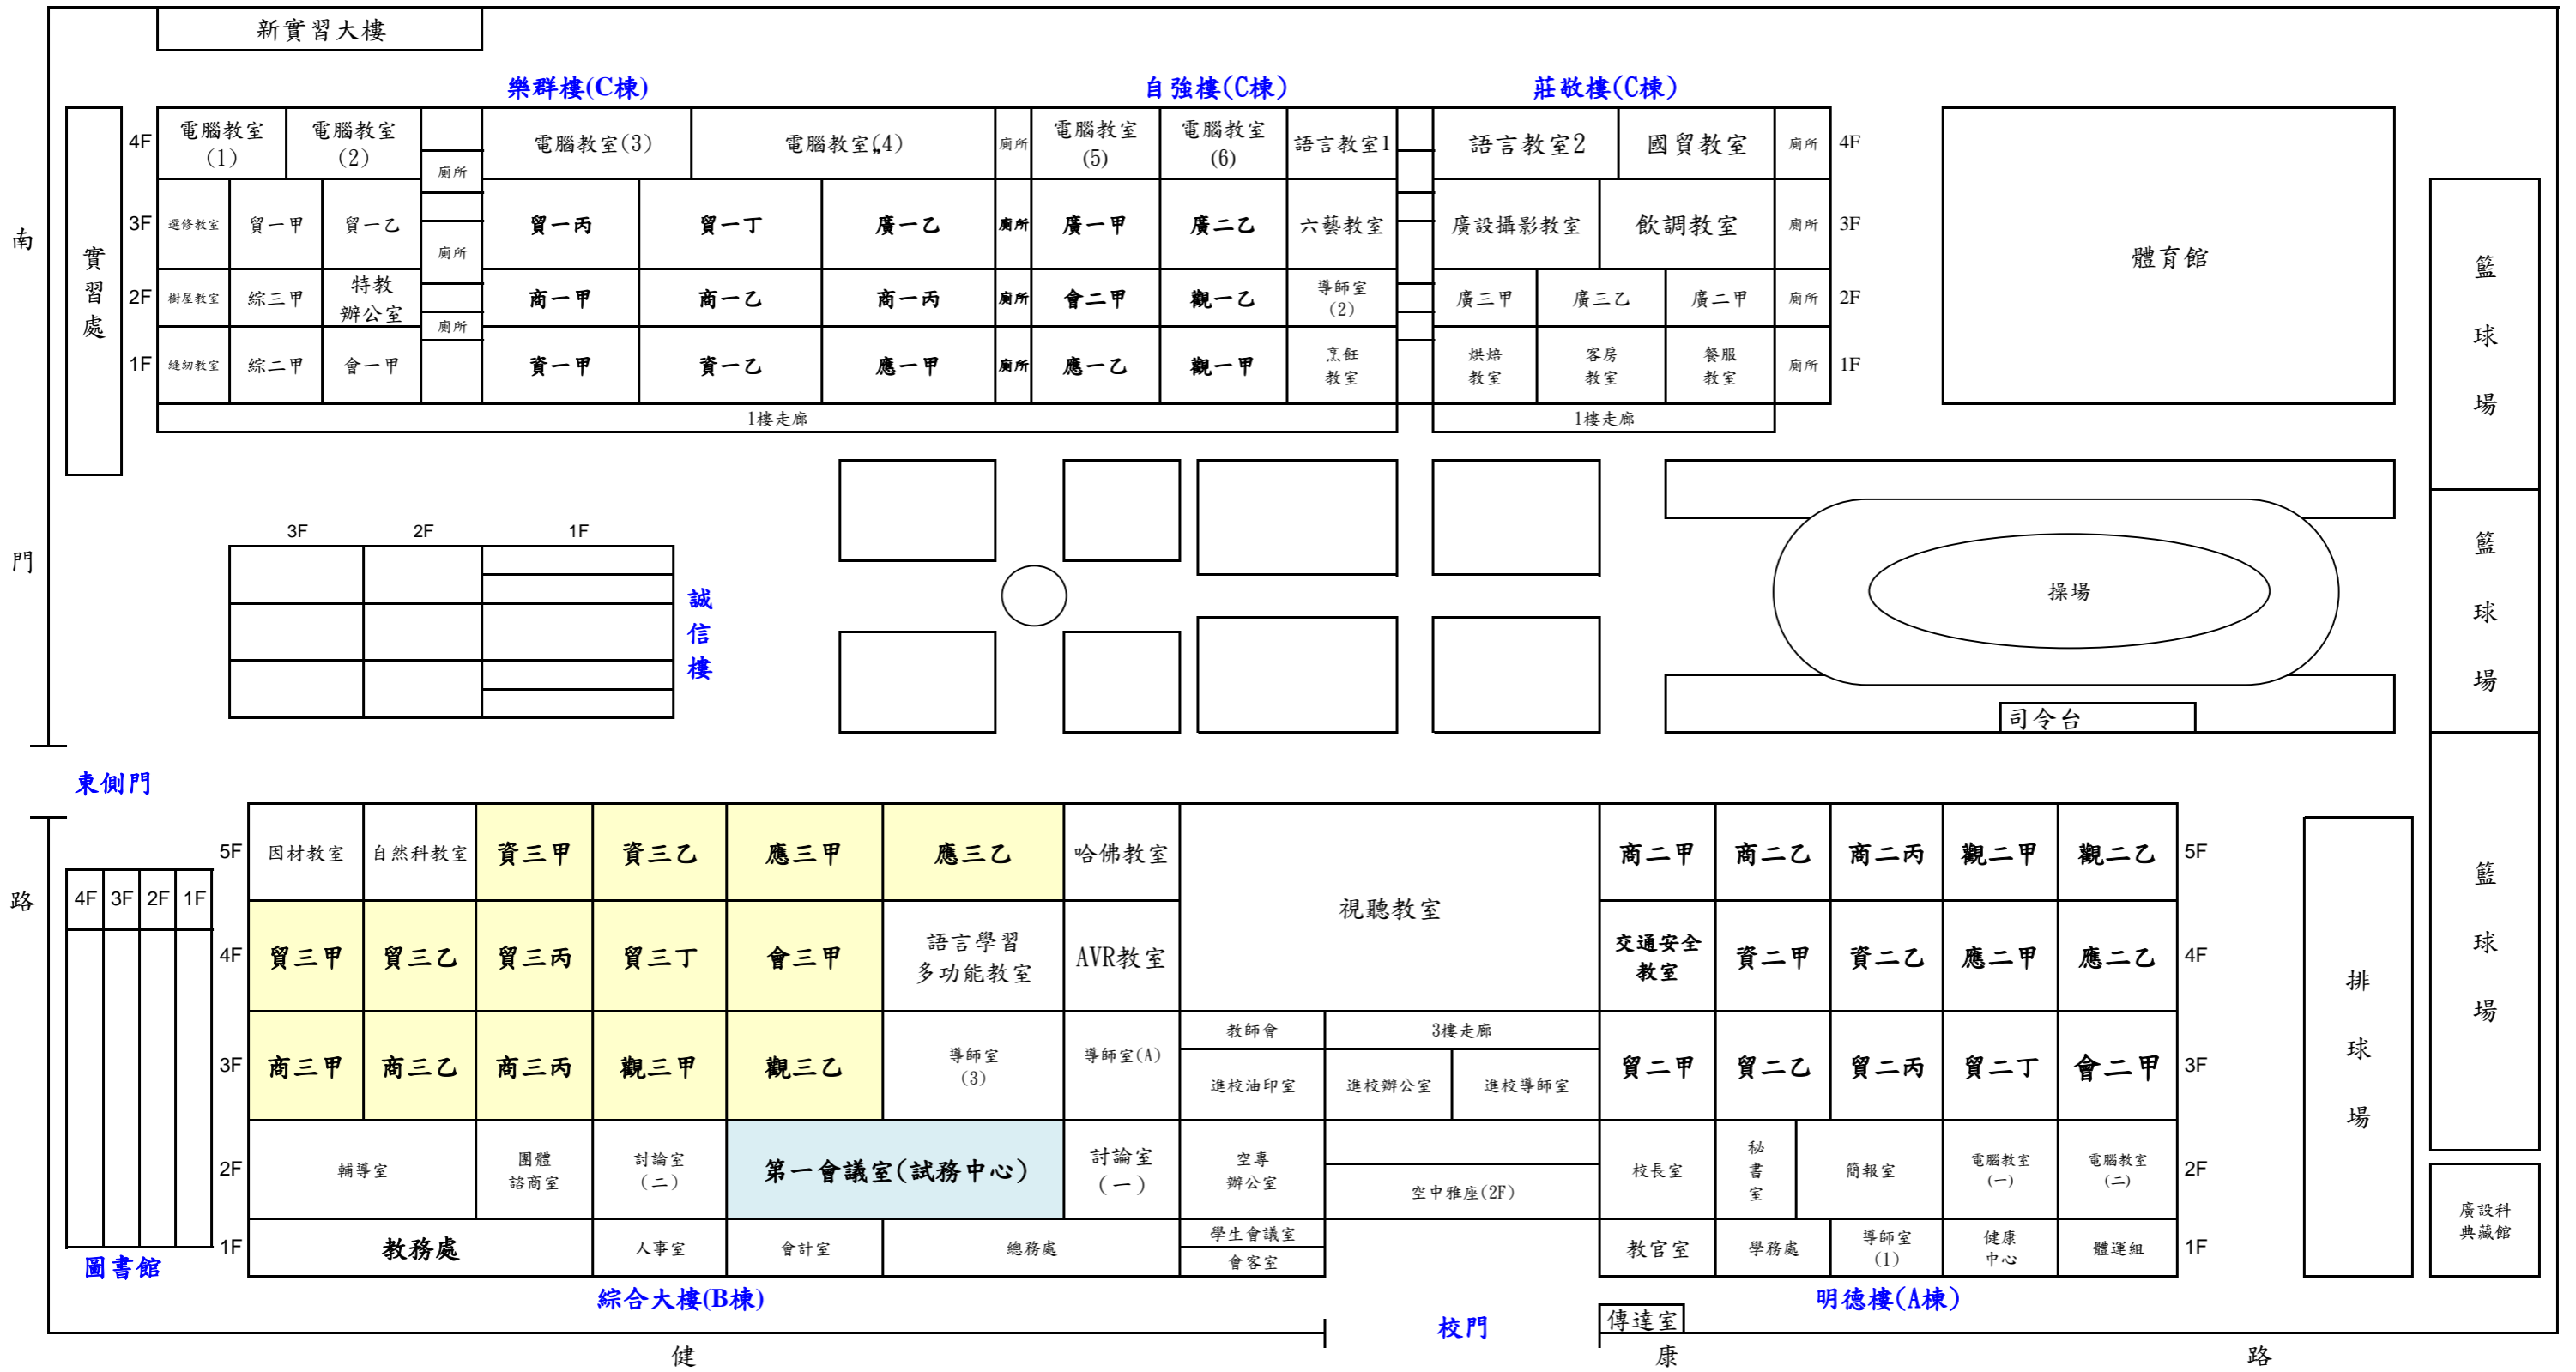 新實習大樓
樂群樓(C棟)
自強樓(C棟)
莊敬樓(C棟)
實
習
處
4F
電腦教室
(1)
電腦教室
(2)
廁所
電腦教室(3)
電腦教室(4)
廁所
電腦教室
(5)
電腦教室
(6)
語言教室1
語言教室2
國貿教室
廁所
4F
3F
選修教室
貿一甲
貿一乙
廁所
貿一丙
貿一丁
廣一乙
廁所
廣一甲
廣二乙
六藝教室
廣設攝影教室
飲調教室
廁所
3F
2F
樹屋教室
綜三甲
特教
辦公室
廁所
商一甲
商一乙
商一丙
廁所
會二甲
觀一乙
導師室
(2)
廣三甲
廣三乙
廣二甲
廁所
2F
1F
縫紉教室
綜二甲
會一甲
資一甲
資一乙
應一甲
廁所
應一乙
觀一甲
烹飪
教室
烘焙
教室
客房
教室
餐服
教室
廁所
1F
1樓走廊
1樓走廊
體育館
籃
球
場
籃
球
場
籃
球
場
南
門
路
3F
2F
1F
誠
信
樓
操場
司令台
東側門
4F
3F
2F
1F
圖書館
5F
因材教室
自然科教室
資三甲
資三乙
應三甲
應三乙
哈佛教室
視聽教室
商二甲
商二乙
商二丙
觀二甲
觀二乙
5F
4F
貿三甲
貿三乙
貿三丙
貿三丁
會三甲
語言學習
多功能教室
AVR教室
交通安全
教室
資二甲
資二乙
應二甲
應二乙
4F
3F
商三甲
商三乙
商三丙
觀三甲
觀三乙
導師室
(3)
導師室(A)
教師會
3樓走廊
進校油印室
進校辦公室
進校導師室
貿二甲
貿二乙
貿二丙
貿二丁
會二甲
3F
2F
輔導室
團體
諮商室
討論室
(二)
第一會議室(試務中心)
討論室
(一)
空專
辦公室
空中雅座(2F)
校長室
秘
書
室
簡報室
電腦教室
(一)
電腦教室
(二)
2F
1F
教務處
人事室
會計室
總務處
學生會議室
會客室
教官室
學務處
導師室
(1)
健康
中心
體運組
1F
排
球
場
廣設科
典藏館
綜合大樓(B棟)
明德樓(A棟)
校門
傳達室
健
康
路